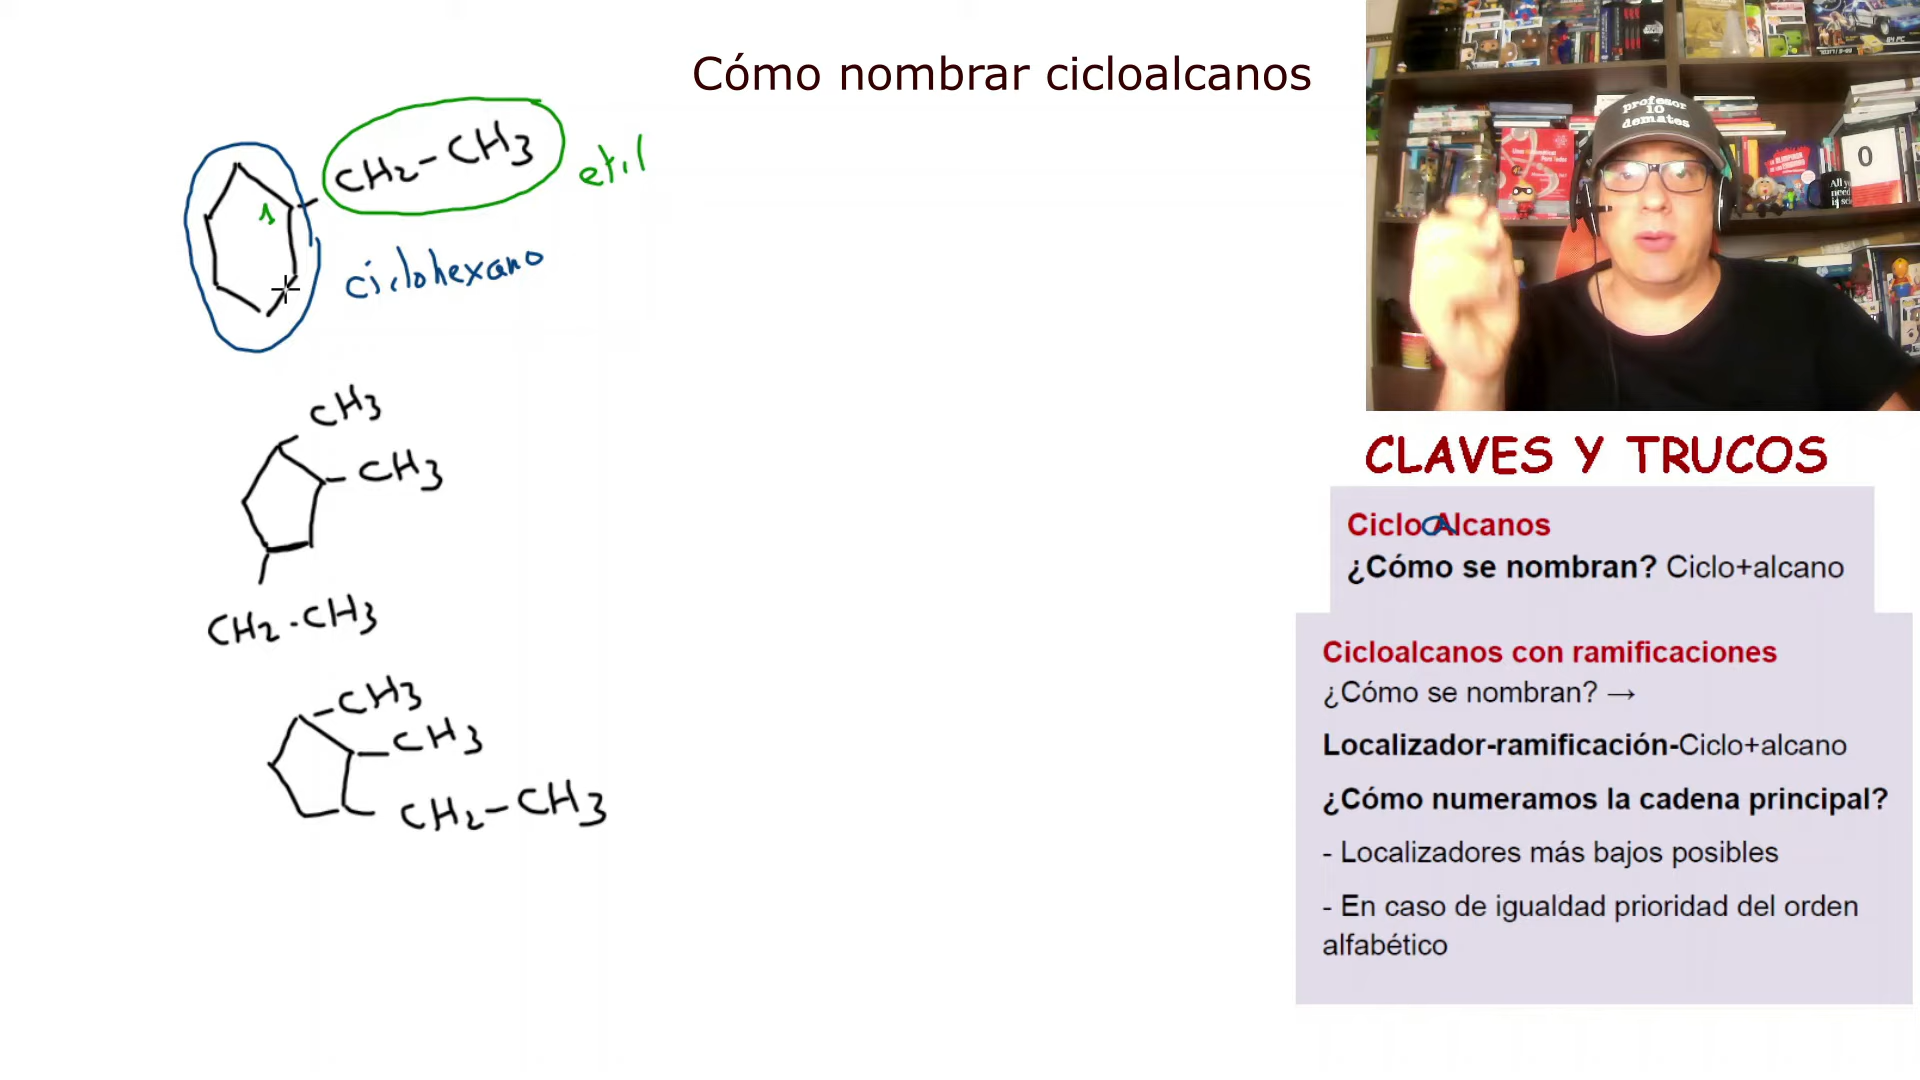 Cómo nombrar cicloalcanos
CH2-CH3
etil
1
ciclohexano
CH3
-CH3
CH2-CH3
-CH3
-CH3
CH2-CH3
profesor
10
demates
0
CLAVES Y TRUCOS
CicloAlcanos
¿Cómo se nombran? Ciclo+alcano
Cicloalcanos con ramificaciones
¿Cómo se nombran? →
Localizador-ramificación-Ciclo+alcano
¿Cómo numeramos la cadena principal?
- Localizadores más bajos posibles
- En caso de igualdad prioridad del orden
alfabético